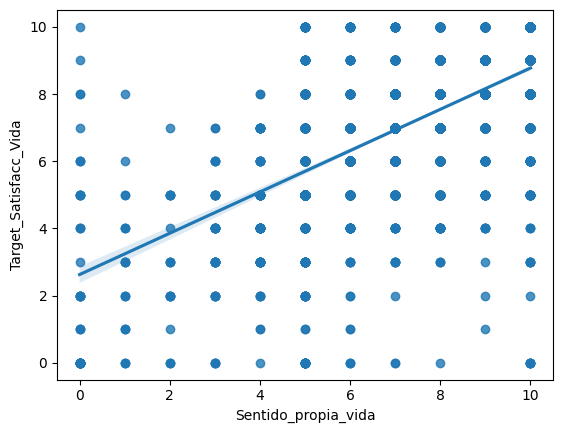 10
8
6
4
2
0
Target_Satisfacc_Vida
0 2 4 6 8 10
Sentido_propia_vida